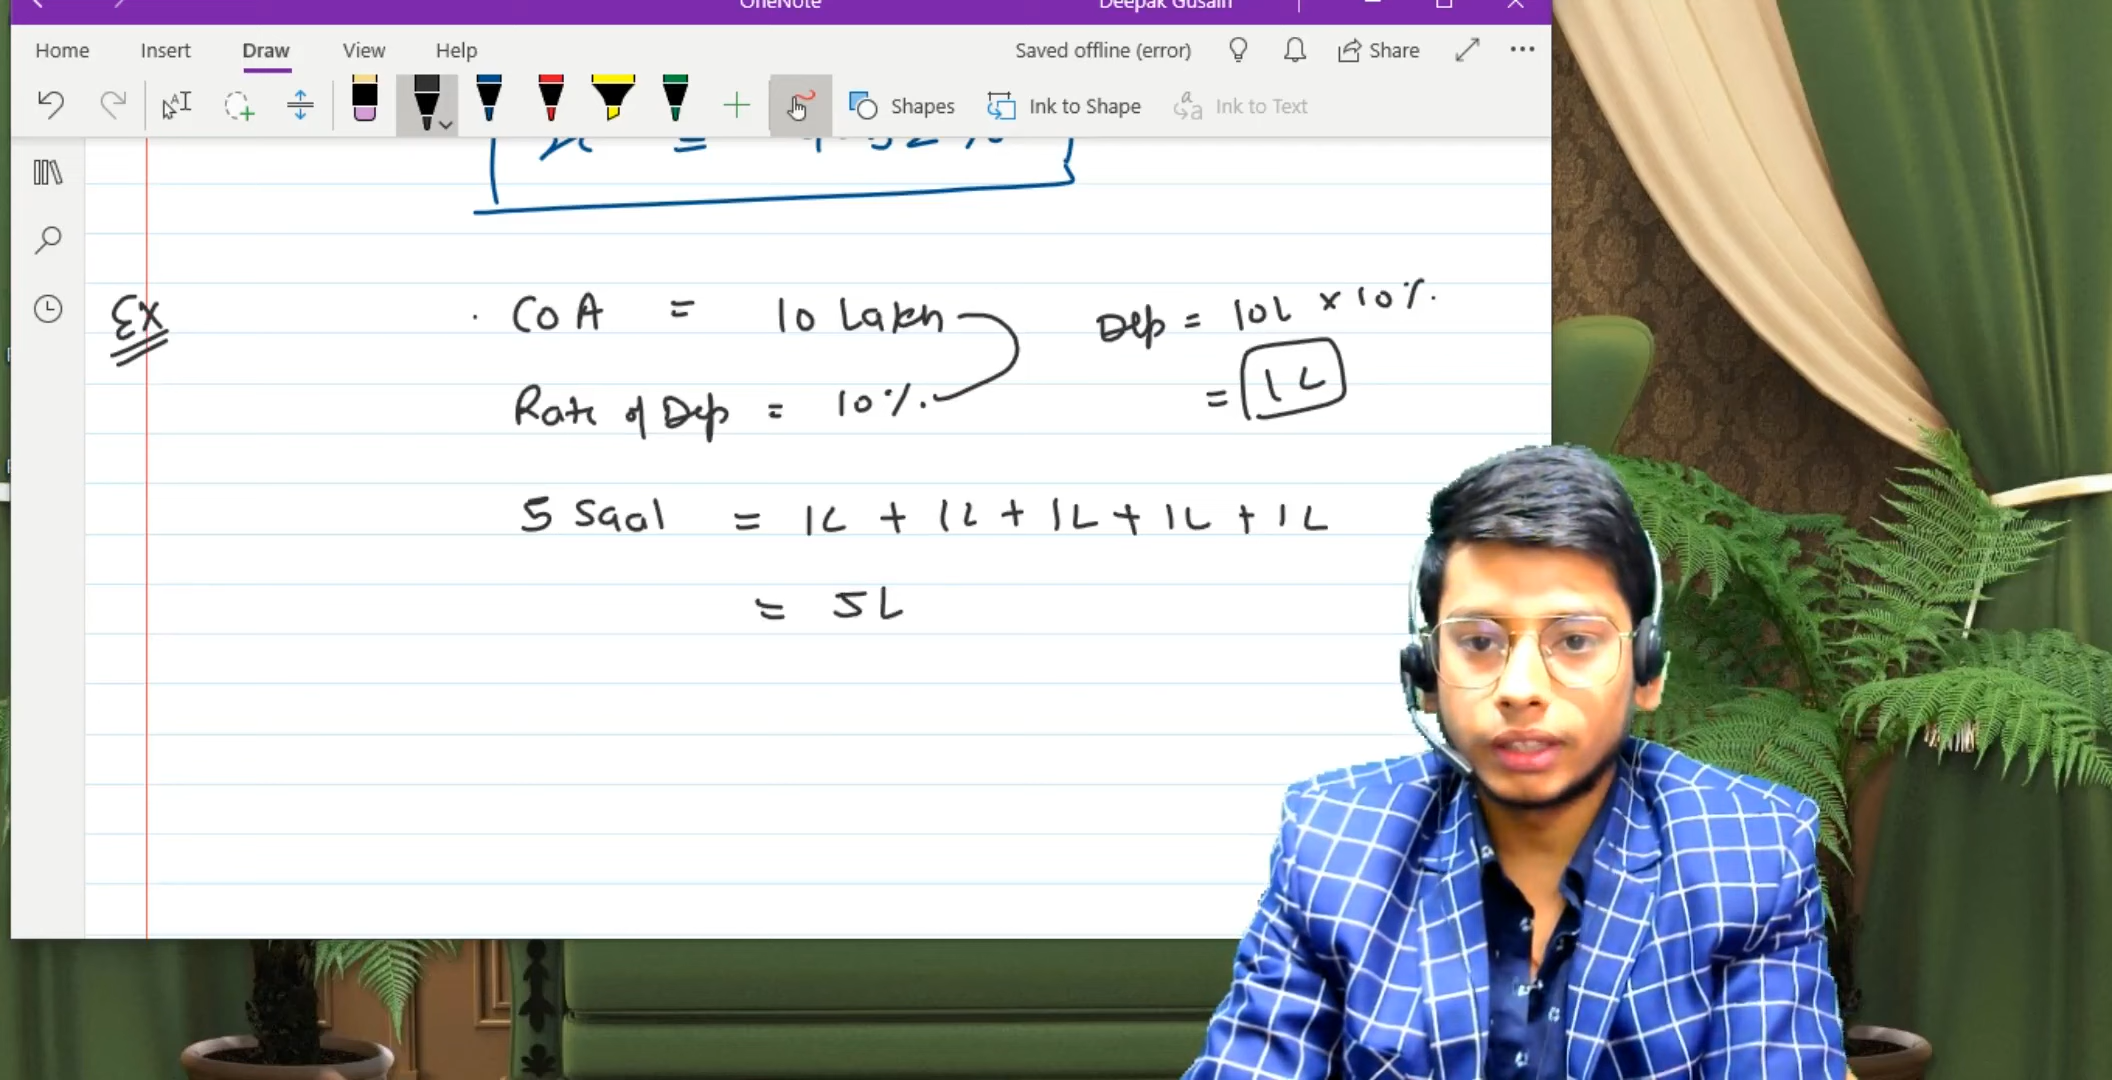 OneNote
Deepak Gusain
Home Insert Draw View Help Saved offline (error) Share
Shapes Ink to Shape Ink to Text
Ex
COA = 10 Lakh
Dep = 10L × 10%.
Rate of Dep = 10%.
= 1L
5 Saal = 1L + 1L + 1L + 1L + 1L
= 5L